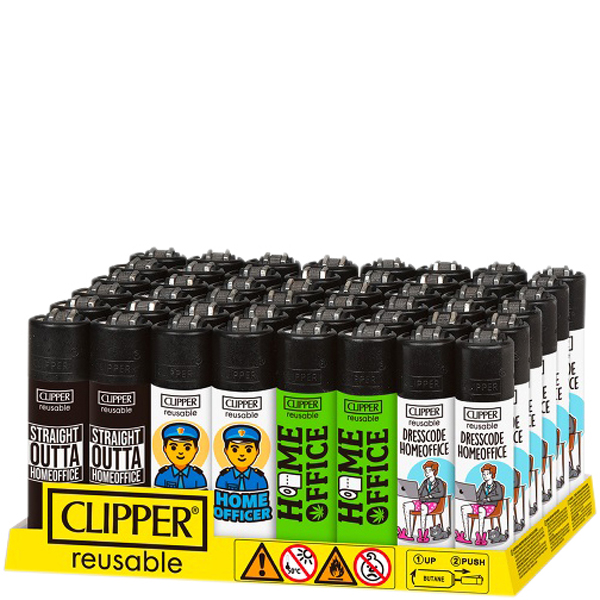 CLIPPER
reusable
STRAIGHT
OUTTA
HOMEOFFICE
CLIPPER
reusable
STRAIGHT
OUTTA
HOMEOFFICE
CLIPPER
reusable
CLIPPER
reusable
HOME
OFFICER
CLIPPER
reusable
HOME
OFFICE
CLIPPER
reusable
HOME
OFFICE
CLIPPER
reusable
DRESSCODE
HOMEOFFICE
CLIPPER
reusable
DRESSCODE
HOMEOFFICE
CLIPPER®
reusable
50°C
1 UP 2 PUSH
BUTANE